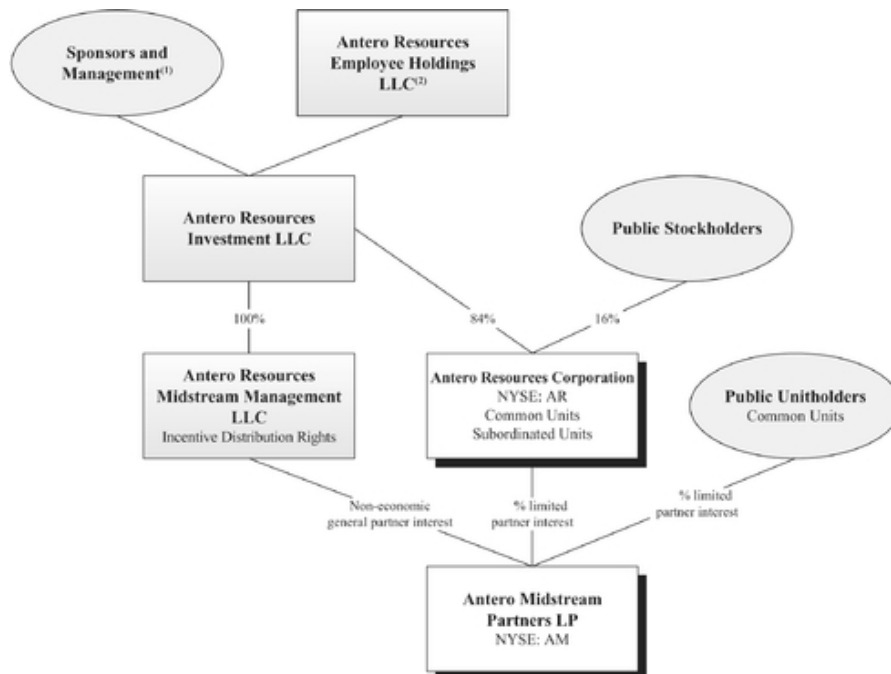 Sponsors and
Management(1)
Antero Resources
Employee Holdings
LLC(2)
Antero Resources
Investment LLC
Public Stockholders
100%
84%
16%
Antero Resources
Midstream Management
LLC
Incentive Distribution Rights
Antero Resources Corporation
NYSE: AR
Common Units
Subordinated Units
Public Unitholders
Common Units
Non-economic
general partner interest
% limited
partner interest
% limited
partner interest
Antero Midstream
Partners LP
NYSE: AM